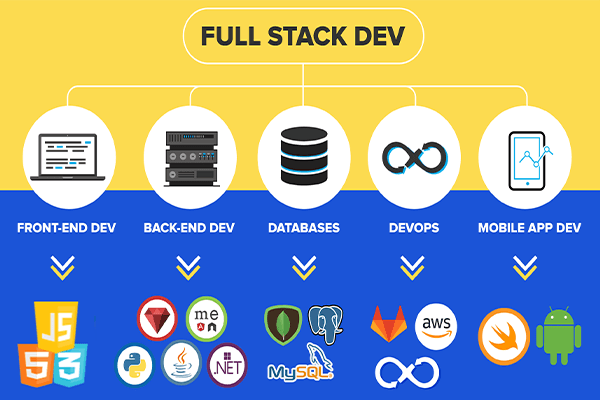 FULL STACK DEV
FRONT-END DEV
BACK-END DEV
DATABASES
DEVOPS
MOBILE APP DEV
JS
5
3
me
.NET
MySQL
aws